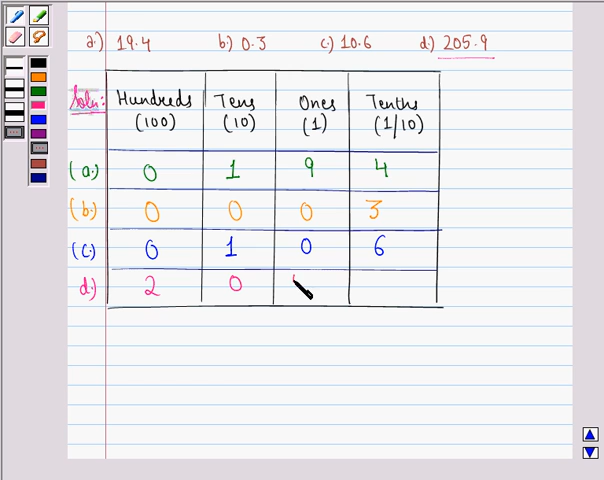 a.) 19.4 b.) 0.3 c.) 10.6 d.) 205.9
Soln: Hundreds (100) Tens (10) Ones (1) Tenths (1/10)
(a.) 0 1 9 4
(b.) 0 0 0 3
(c.) 0 1 0 6
d.) 2 0